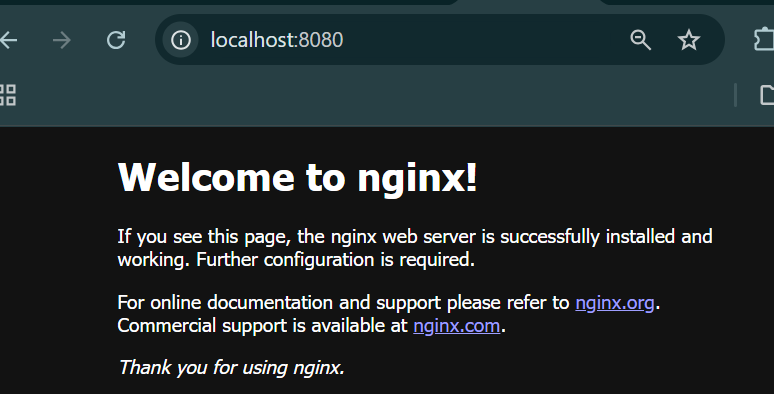 localhost:8080
Welcome to nginx!
If you see this page, the nginx web server is successfully installed and
working. Further configuration is required.
For online documentation and support please refer to nginx.org.
Commercial support is available at nginx.com.
Thank you for using nginx.